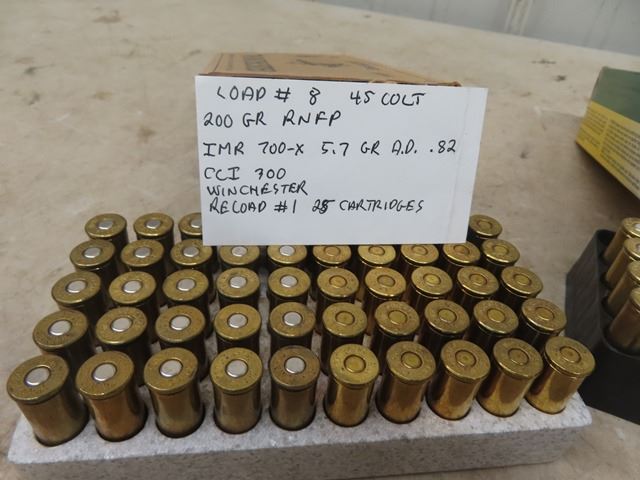 LOAD # 8 45 COLT
200 GR RNFP
IMR 700-X 5.7 GR A.D. .82
CCI 300
WINCHESTER
RELOAD #1 25 CARTRIDGES